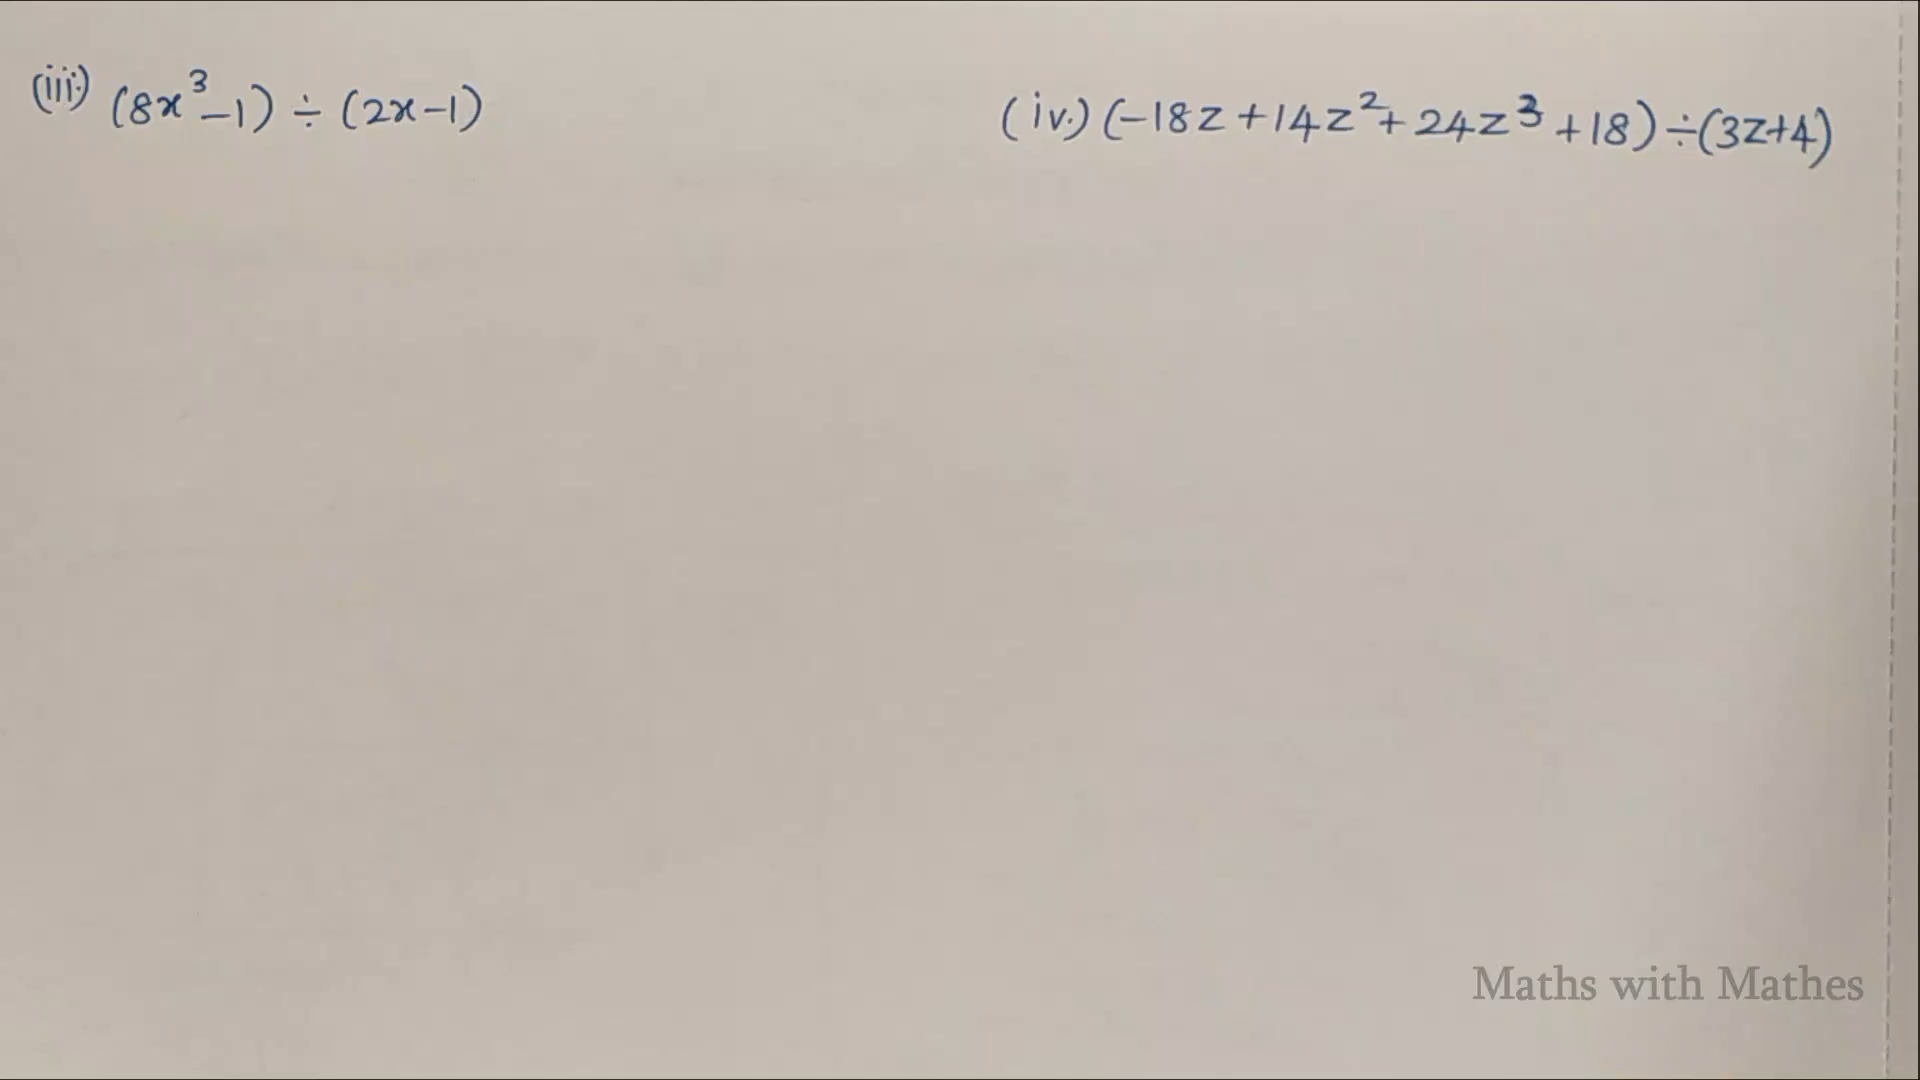 (iii.) (8x³-1) ÷ (2x-1)
(iv.) (-18z+14z²+24z³+18)÷(3z+4)
Maths with Mathes